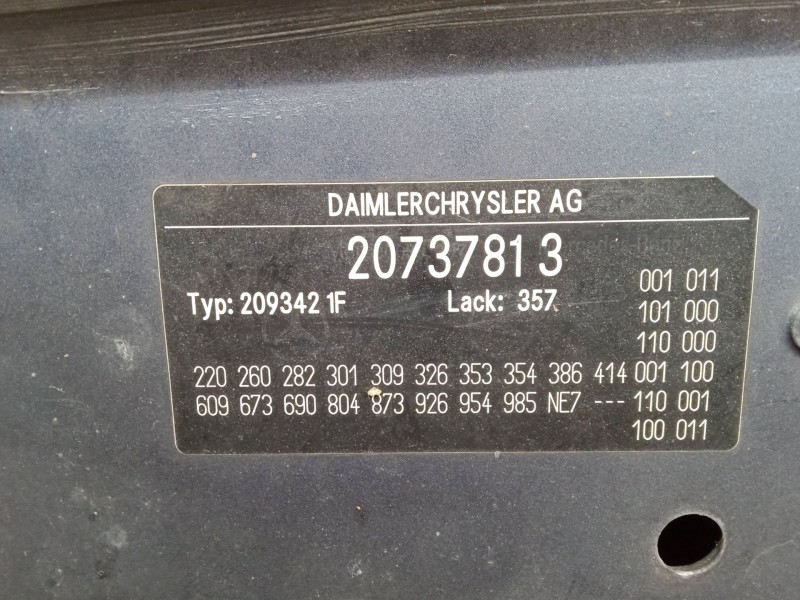 DAIMLERCHRYSLER AG
2073781 3
001 011
Typ: 209342 1F Lack: 357 101 000
110 000
220 260 282 301 309 326 353 354 386 414 001 100
609 673 690 804 873 926 954 985 NE7 --- 110 001
100 011